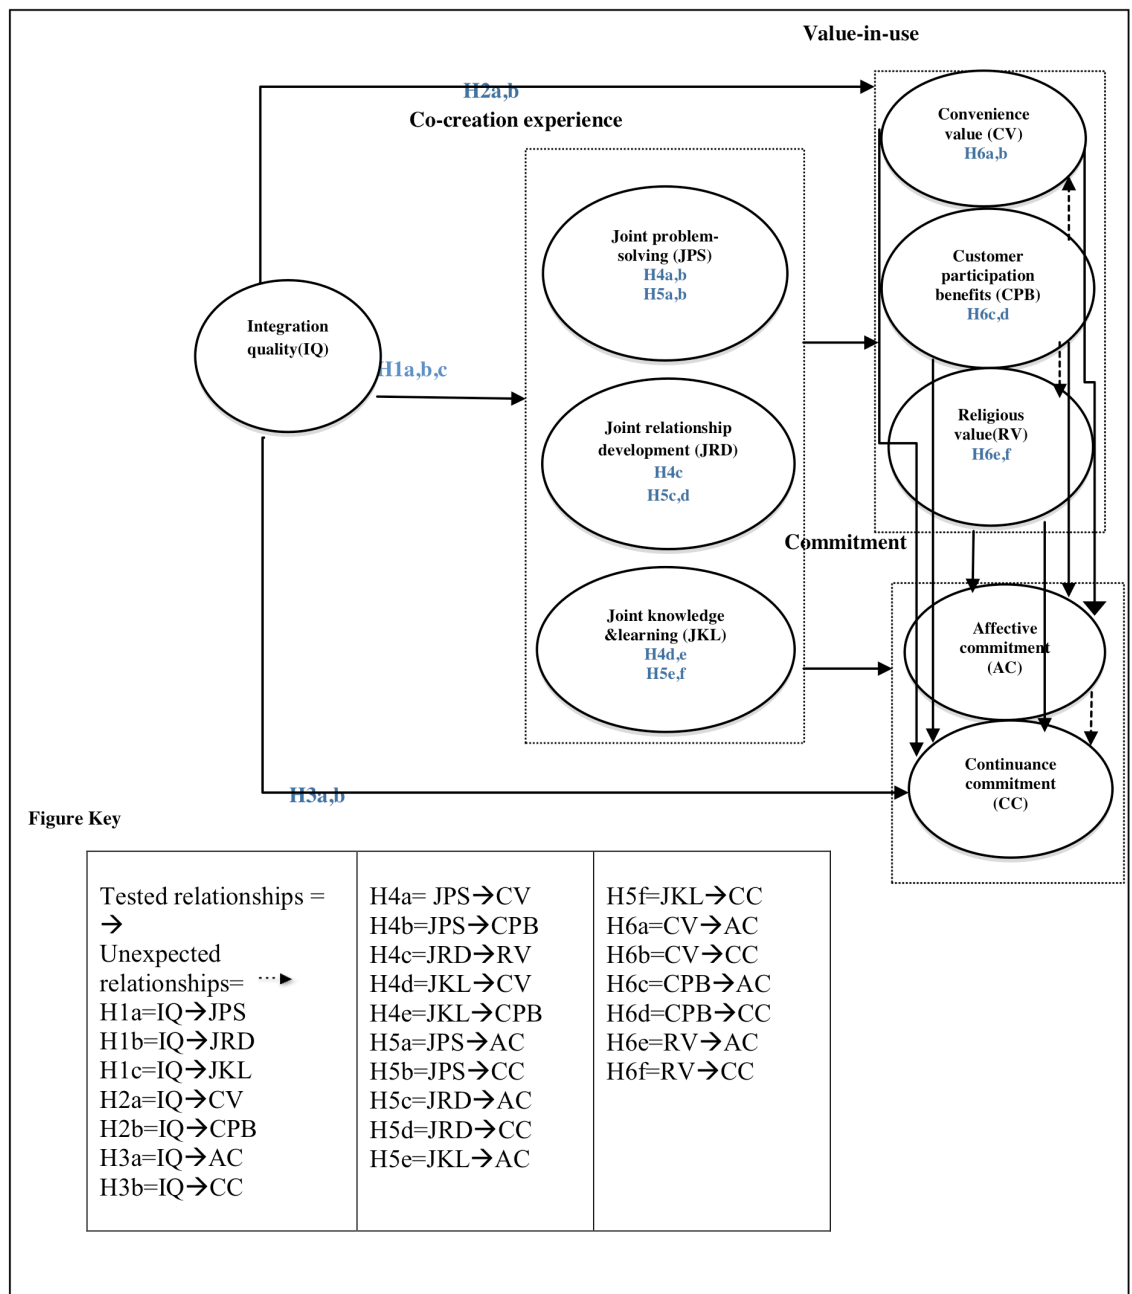 Value-in-use
H2a,b
Co-creation experience
Convenience
value (CV)
H6a,b
Joint problem-
solving (JPS)
H4a,b
H5a,b
Customer
participation
benefits (CPB)
H6c,d
Integration
quality(IQ)
H1a,b,c
Joint relationship
development (JRD)
H4c
H5c,d
Religious
value(RV)
H6e,f
Commitment
Joint knowledge
&learning (JKL)
H4d,e
H5e,f
Affective
commitment
(AC)
Continuance
commitment
(CC)
H3a,b
Figure Key
Tested relationships =
→
Unexpected
relationships=
H1a=IQ→JPS
H1b=IQ→JRD
H1c=IQ→JKL
H2a=IQ→CV
H2b=IQ→CPB
H3a=IQ→AC
H3b=IQ→CC
H4a= JPS→CV
H4b=JPS→CPB
H4c=JRD→RV
H4d=JKL→CV
H4e=JKL→CPB
H5a=JPS→AC
H5b=JPS→CC
H5c=JRD→AC
H5d=JRD→CC
H5e=JKL→AC
H5f=JKL→CC
H6a=CV→AC
H6b=CV→CC
H6c=CPB→AC
H6d=CPB→CC
H6e=RV→AC
H6f=RV→CC